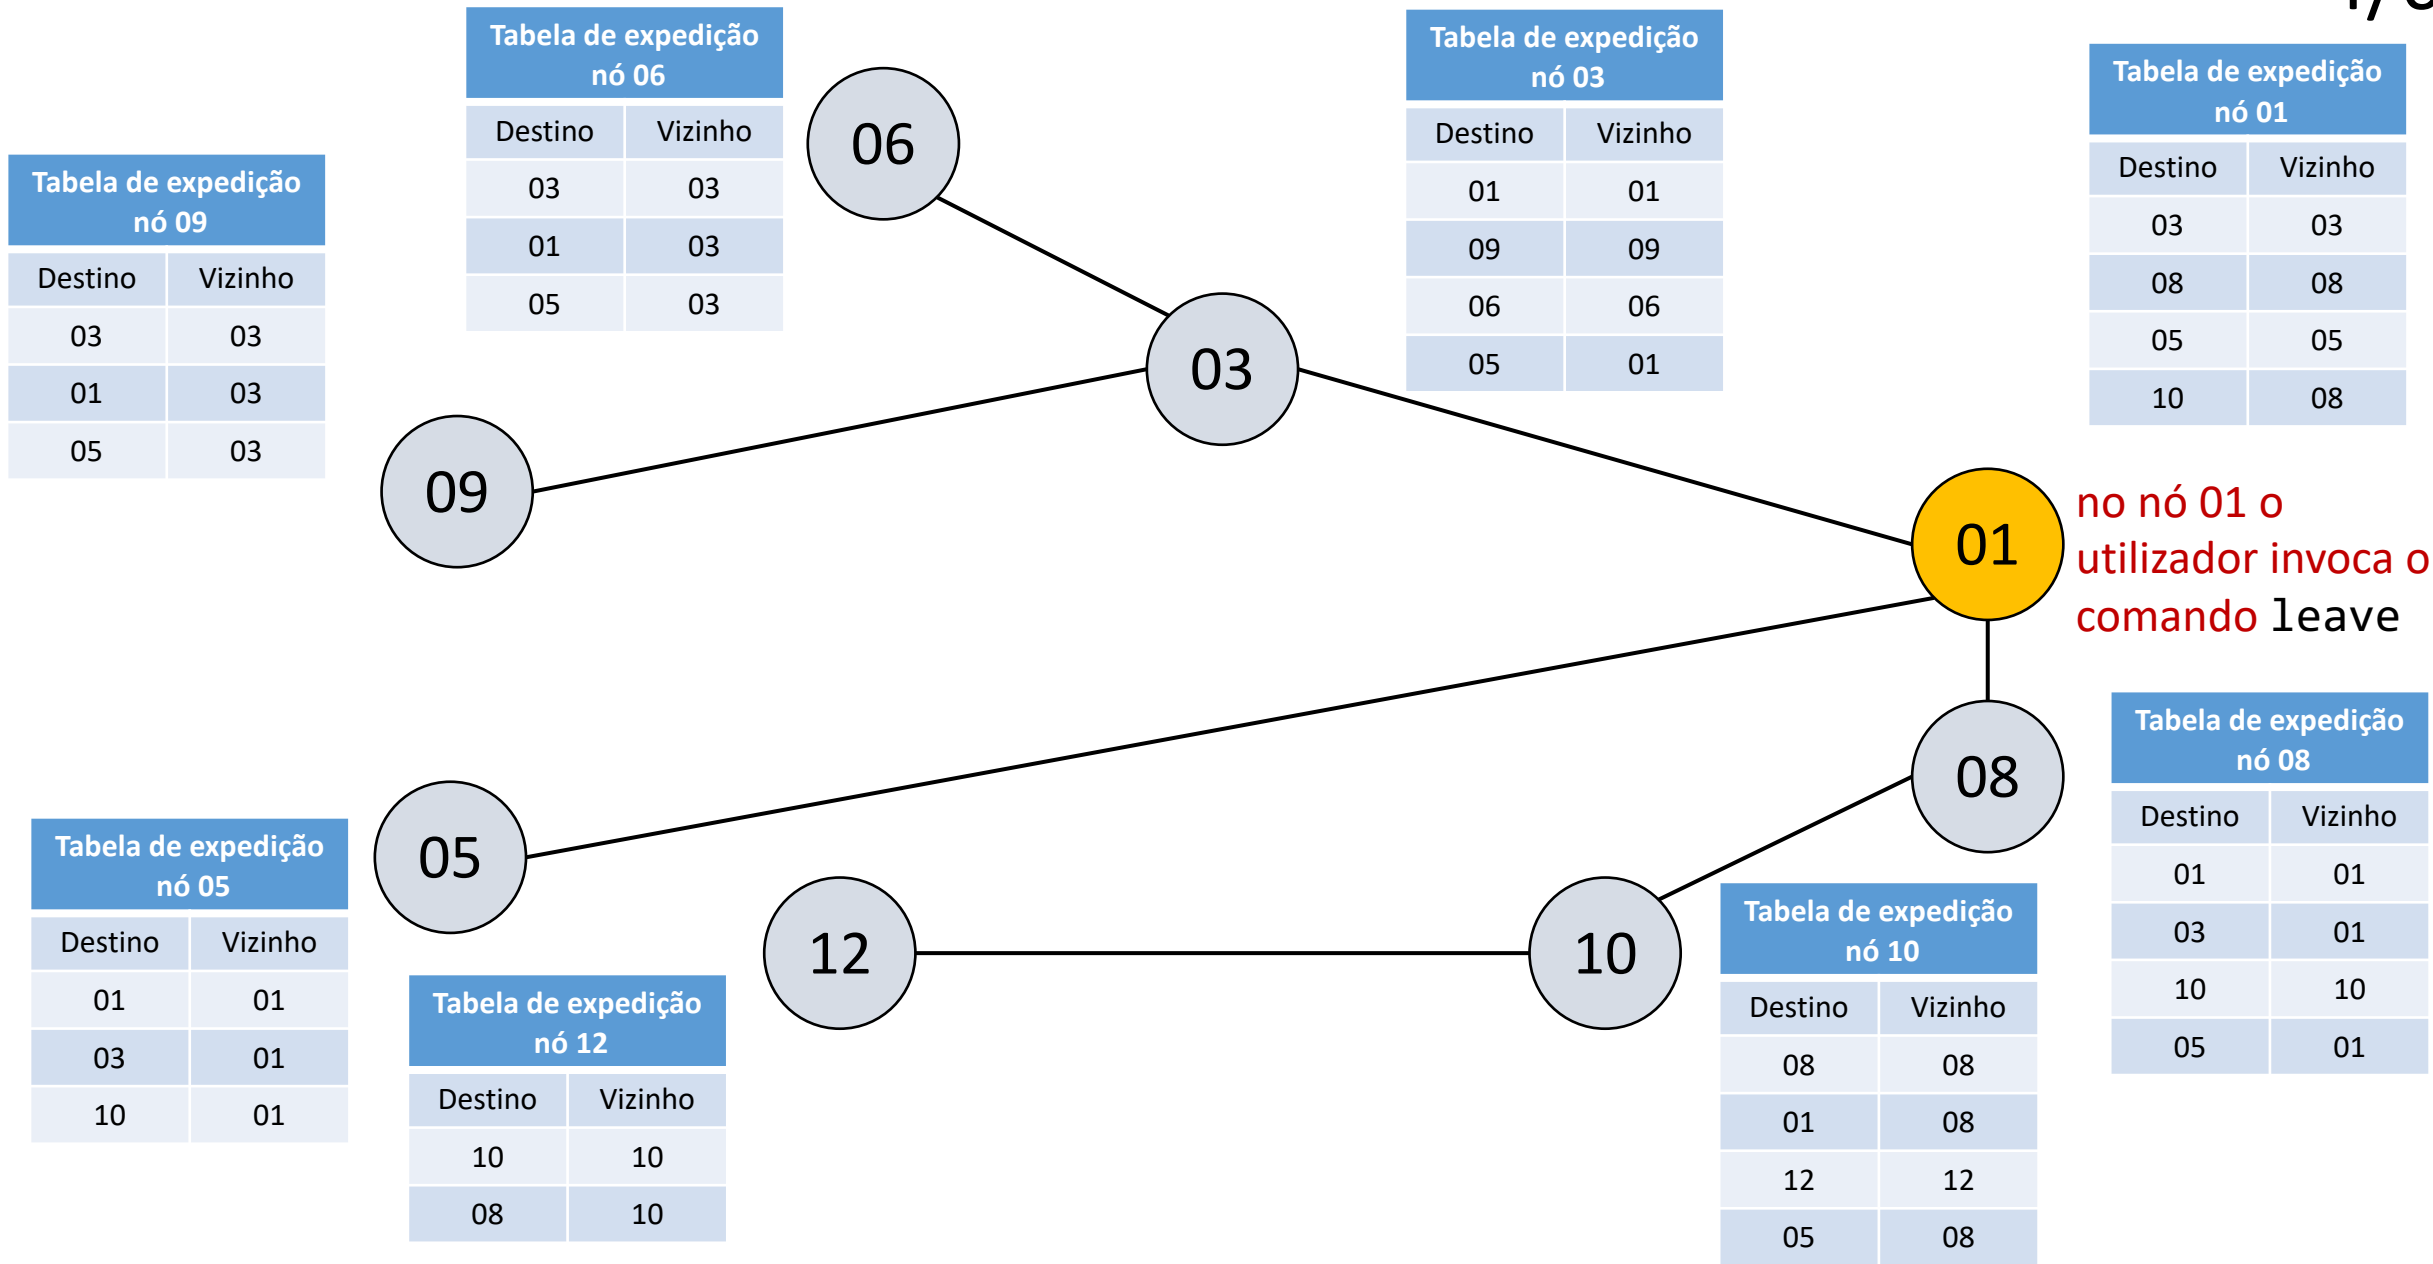 Tabela de expedição
nó 06
Destino Vizinho
03 03
01 03
05 03
Tabela de expedição
nó 03
Destino Vizinho
01 01
09 09
06 06
05 01
Tabela de expedição
nó 01
Destino Vizinho
03 03
08 08
05 05
10 08
Tabela de expedição
nó 09
Destino Vizinho
03 03
01 03
05 03
06
03
09
01
no nó 01 o
utilizador invoca o
comando leave
08
05
12
10
Tabela de expedição
nó 08
Destino Vizinho
01 01
03 01
10 10
05 01
Tabela de expedição
nó 05
Destino Vizinho
01 01
03 01
10 01
Tabela de expedição
nó 12
Destino Vizinho
10 10
08 10
Tabela de expedição
nó 10
Destino Vizinho
08 08
01 08
12 12
05 08